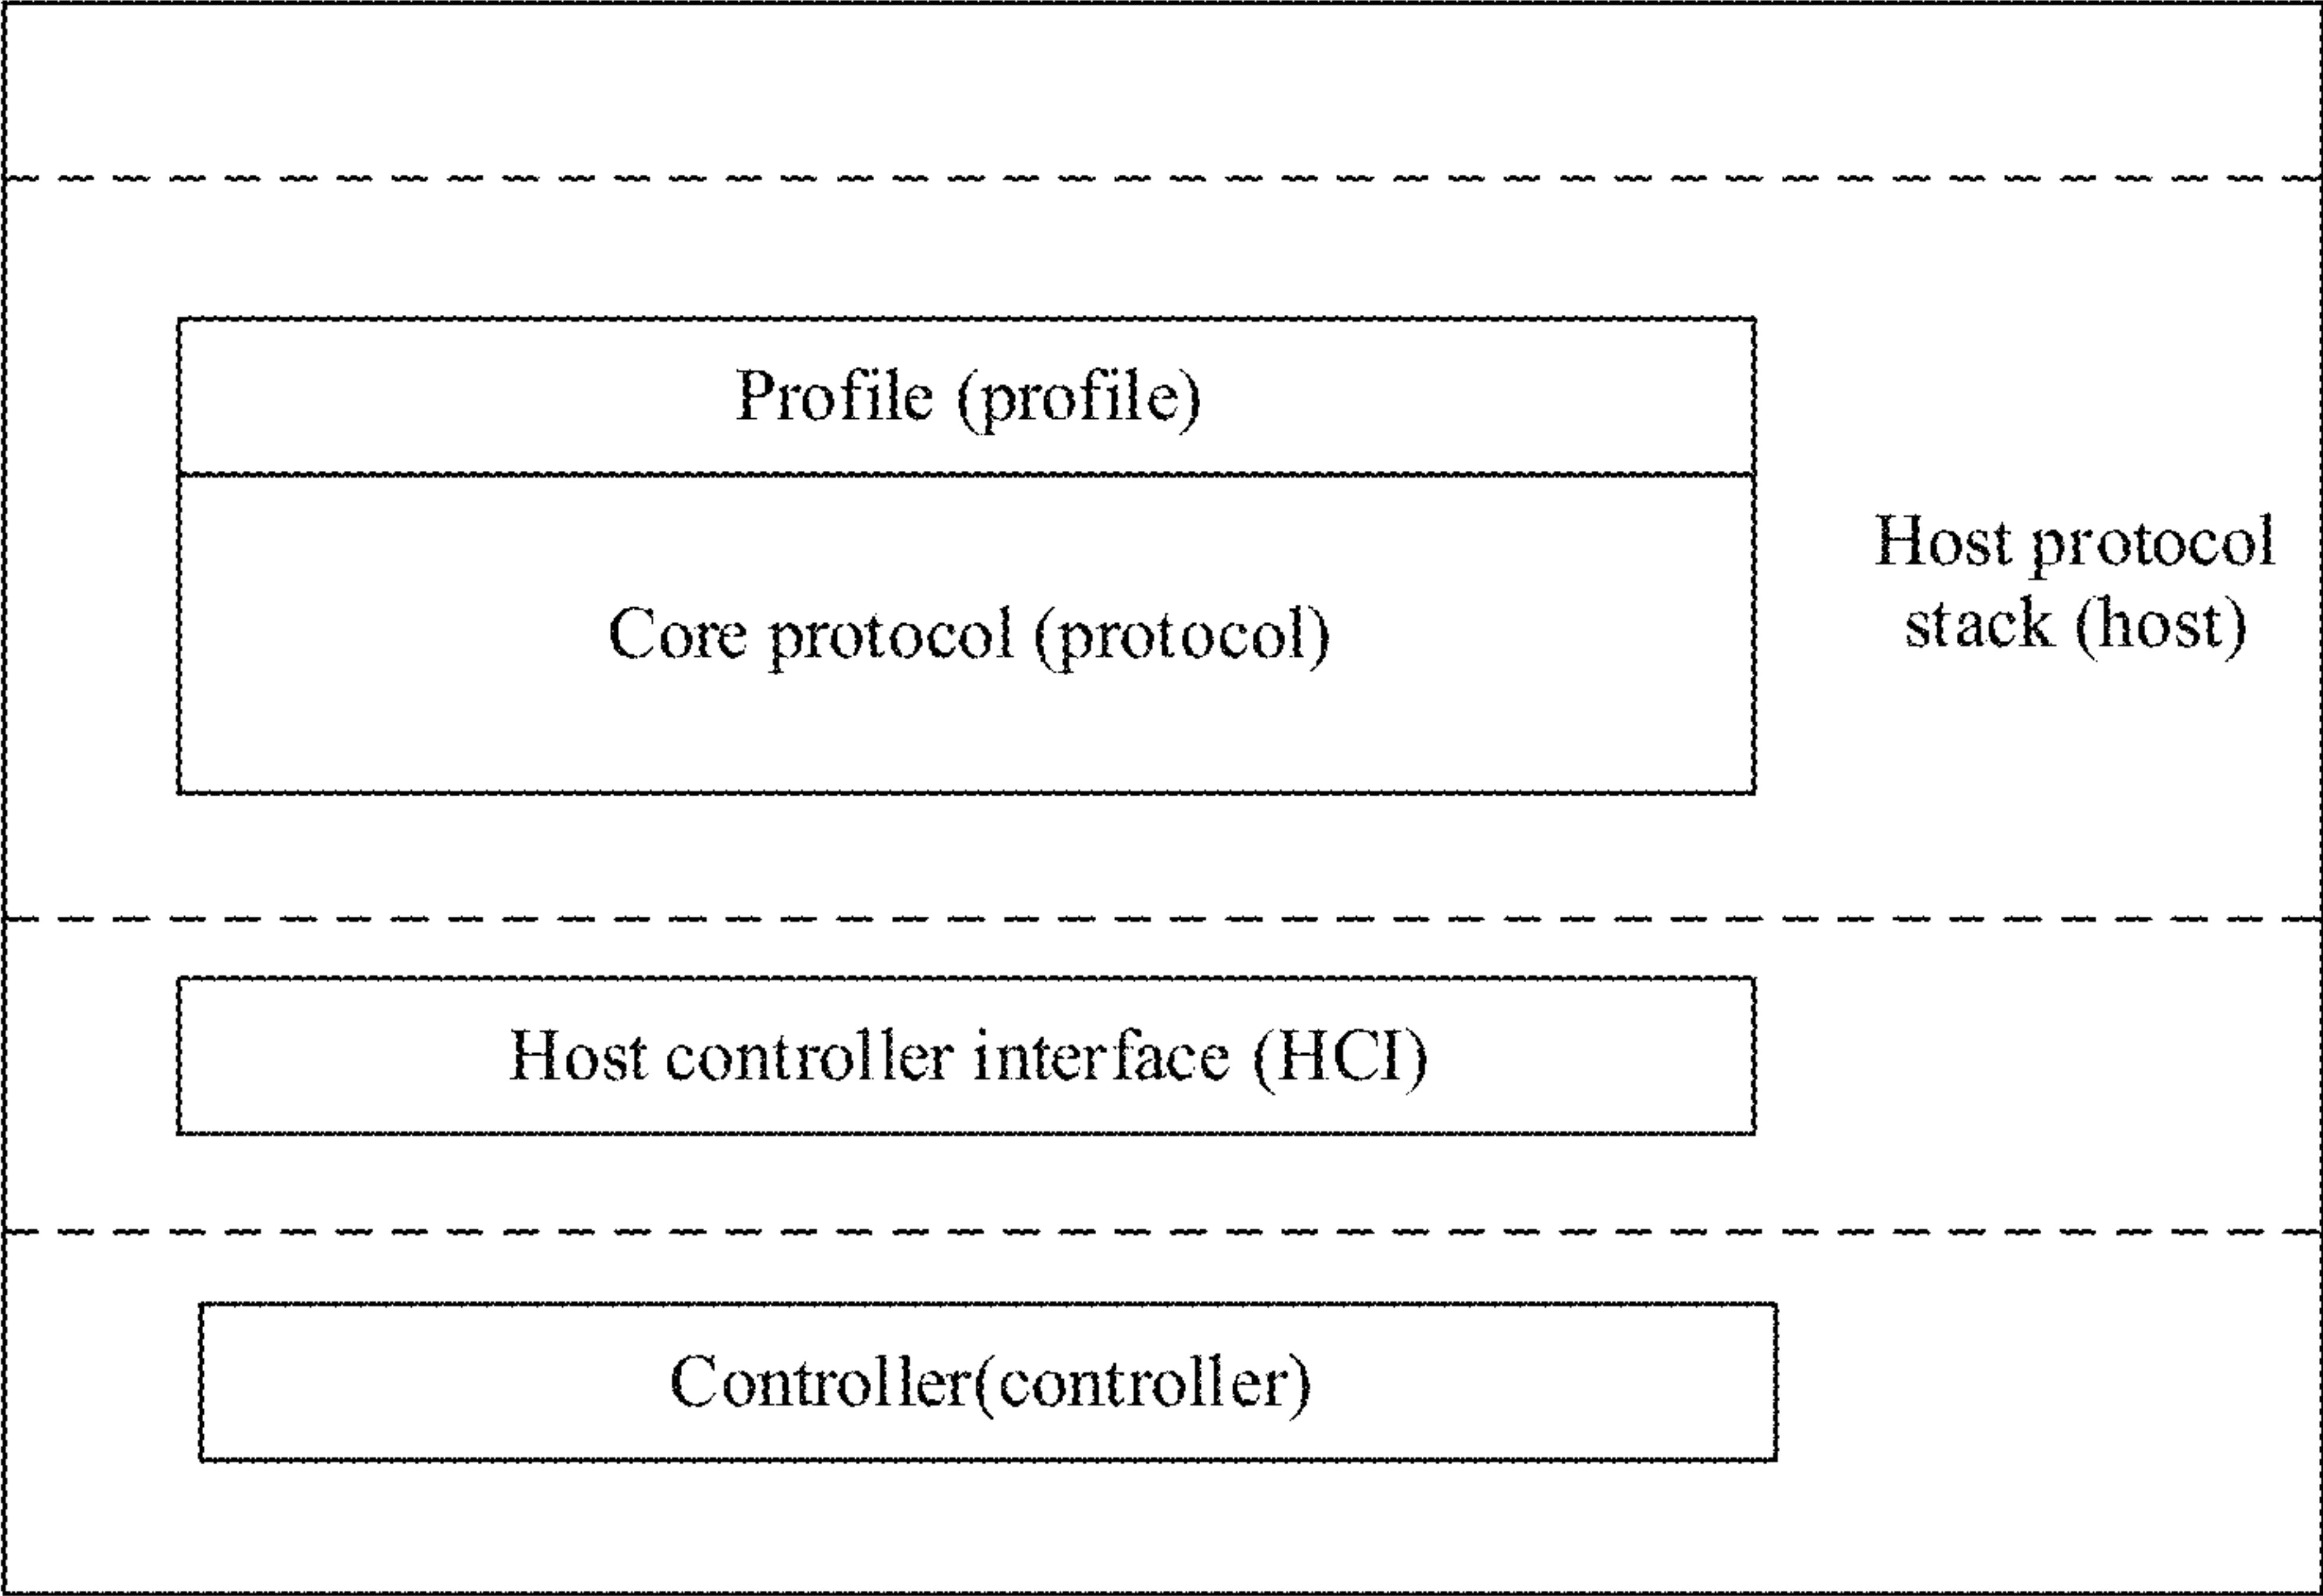 Profile (profile)
Core protocol (protocol)
Host protocol
stack (host)
Host controller interface (HCI)
Controller(controller)